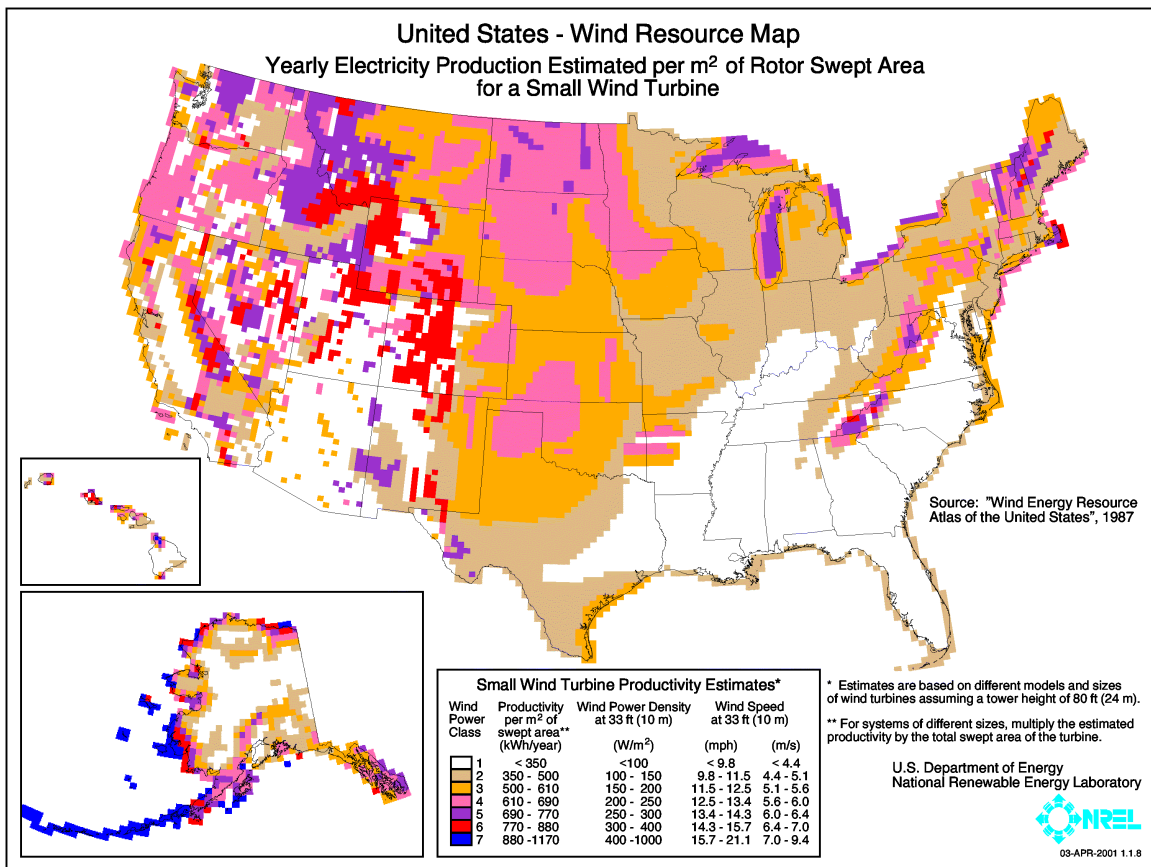 United States - Wind Resource Map
Yearly Electricity Production Estimated per m² of Rotor Swept Area
for a Small Wind Turbine
Source: "Wind Energy Resource
Atlas of the United States", 1987
Small Wind Turbine Productivity Estimates*
Wind Power Class | Productivity per m² of swept area** (kWh/year) | Wind Power Density at 33 ft (10 m) (W/m²) | Wind Speed at 33 ft (10 m) (mph) (m/s)
1 < 350 <100 < 9.8 < 4.4
2 350 - 500 100 - 150 9.8 - 11.5 4.4 - 5.1
3 500 - 610 150 - 200 11.5 - 12.5 5.1 - 5.6
4 610 - 690 200 - 250 12.5 - 13.4 5.6 - 6.0
5 690 - 770 250 - 300 13.4 - 14.3 6.0 - 6.4
6 770 - 880 300 - 400 14.3 - 15.7 6.4 - 7.0
7 880 -1170 400 -1000 15.7 - 21.1 7.0 - 9.4
* Estimates are based on different models and sizes
of wind turbines assuming a tower height of 80 ft (24 m).
** For systems of different sizes, multiply the estimated
productivity by the total swept area of the turbine.
U.S. Department of Energy
National Renewable Energy Laboratory
NREL
03-APR-2001 1.1.8